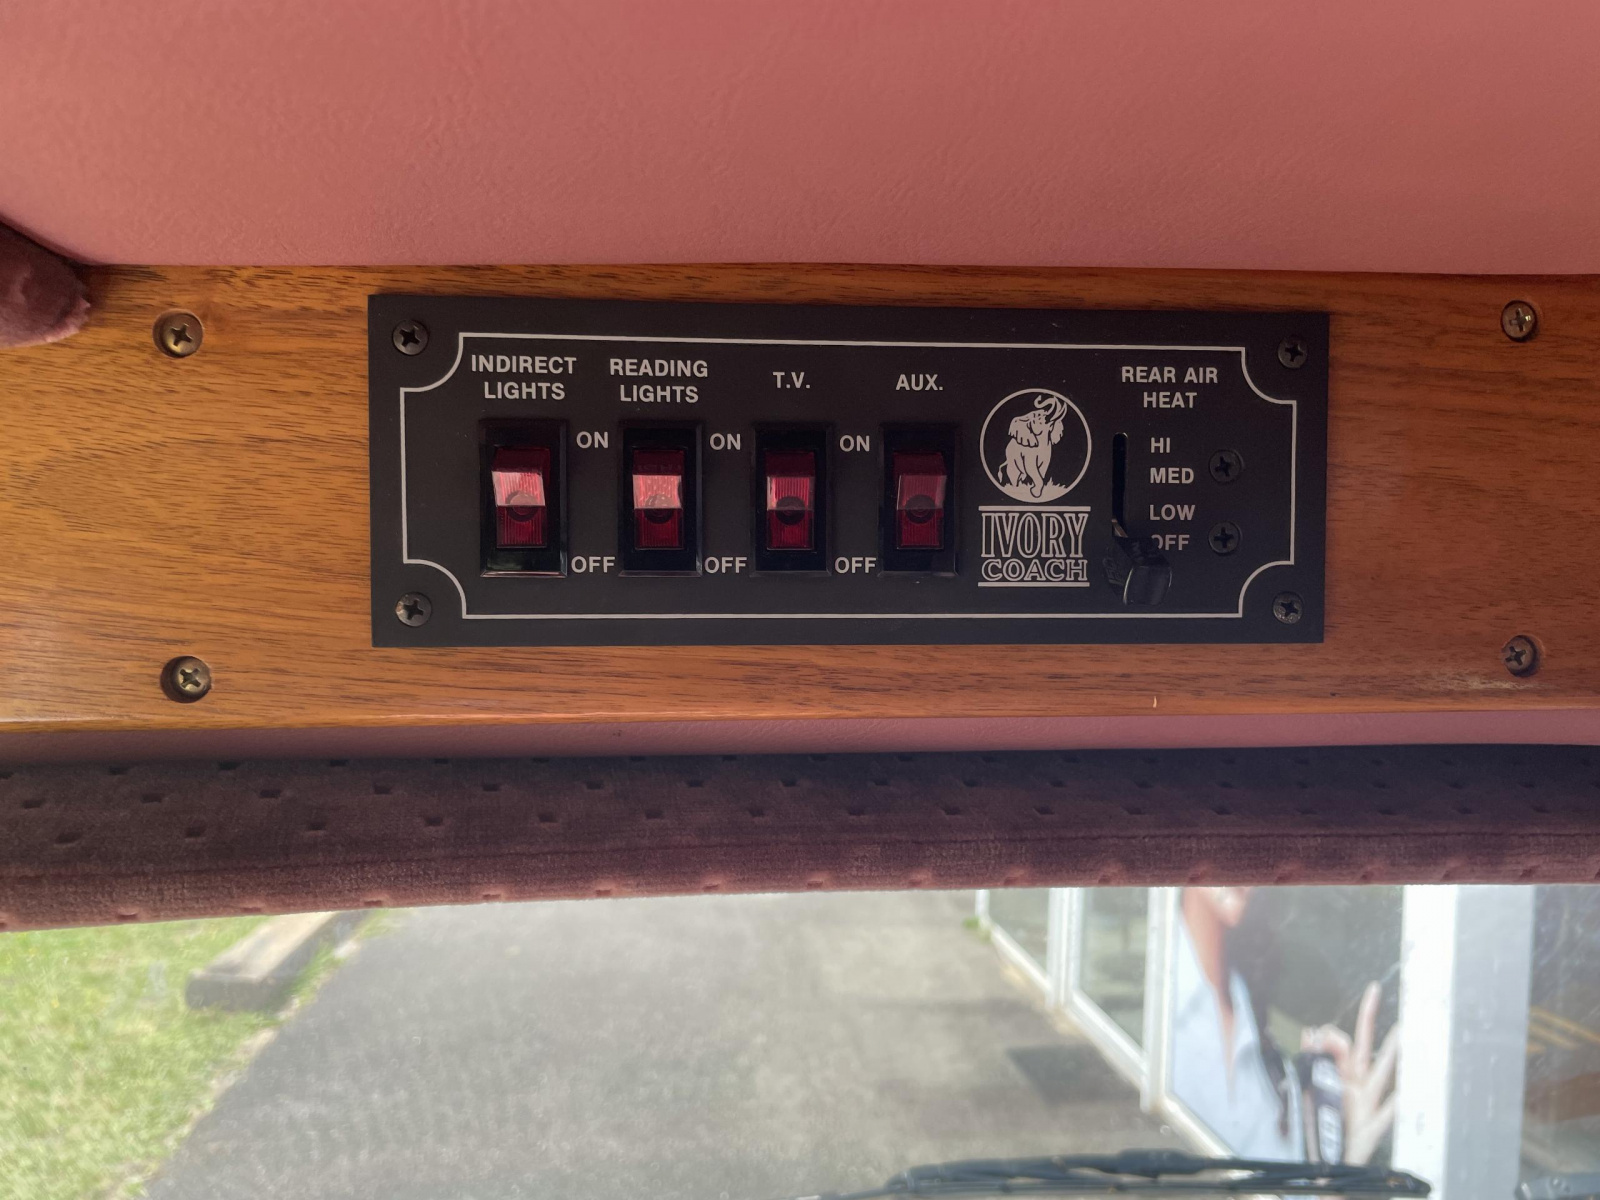 INDIRECT
LIGHTS
READING
LIGHTS
T.V.
AUX.
REAR AIR
HEAT
ON
ON
ON
HI
MED
LOW
OFF
OFF
OFF
OFF
IVORY
COACH